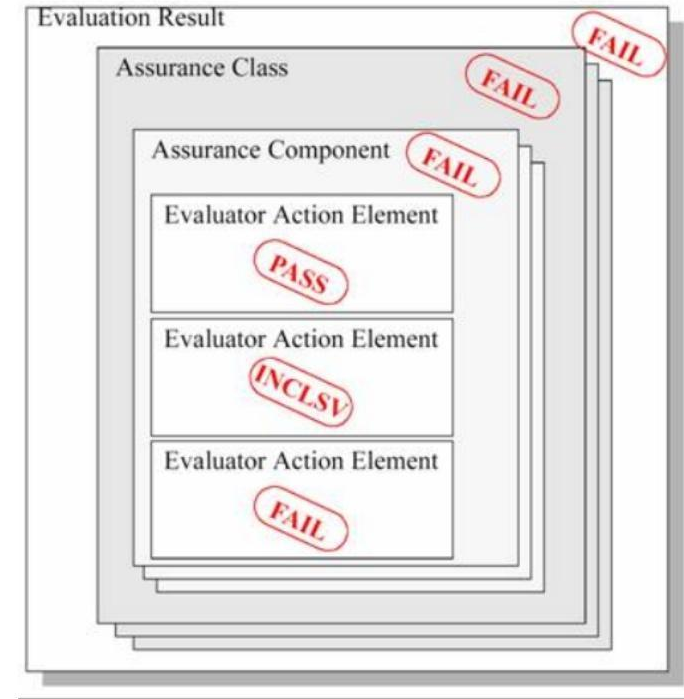 Evaluation Result
FAIL
Assurance Class
FAIL
Assurance Component
FAIL
Evaluator Action Element
PASS
Evaluator Action Element
INCLSV
Evaluator Action Element
FAIL